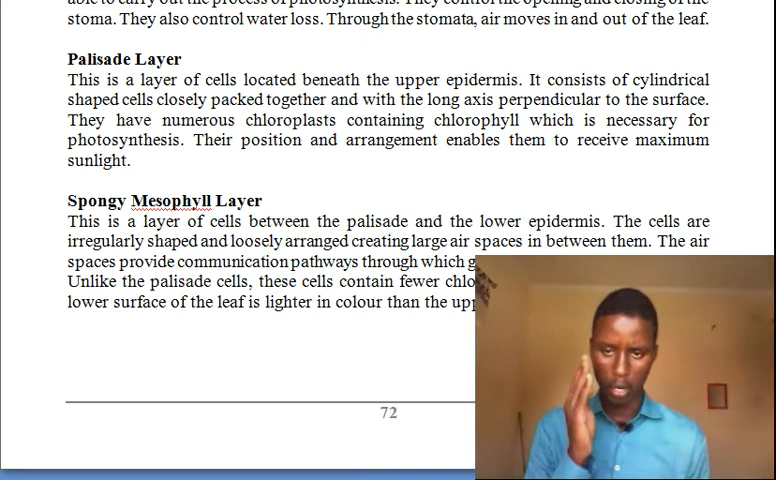 stoma. They also control water loss. Through the stomata, air moves in and out of the leaf.
Palisade Layer
This is a layer of cells located beneath the upper epidermis. It consists of cylindrical
shaped cells closely packed together and with the long axis perpendicular to the surface.
They have numerous chloroplasts containing chlorophyll which is necessary for
photosynthesis. Their position and arrangement enables them to receive maximum
sunlight.
Spongy Mesophyll Layer
This is a layer of cells between the palisade and the lower epidermis. The cells are
irregularly shaped and loosely arranged creating large air spaces in between them. The air
spaces provide communication pathways through which
Unlike the palisade cells, these cells contain fewer
lower surface of the leaf is lighter in colour than the
72